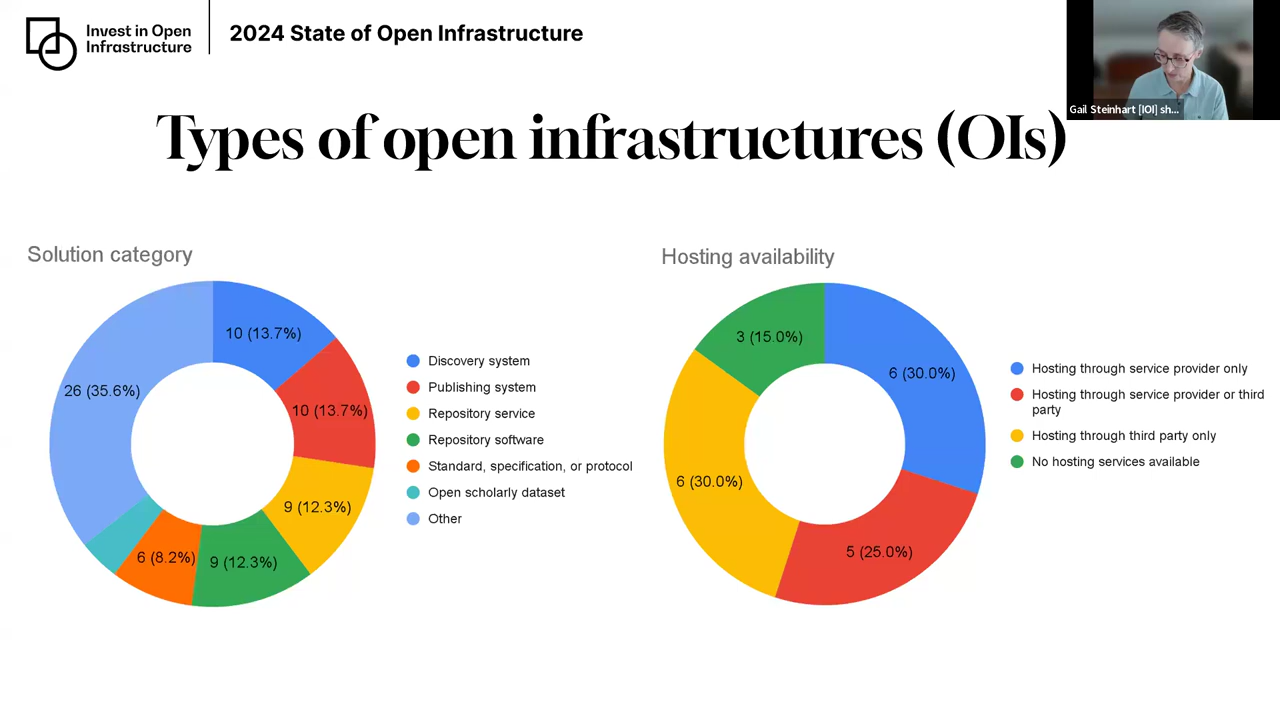 Invest in Open
Infrastructure
2024 State of Open Infrastructure
Gail Steinhart [IOI] sh...
Types of open infrastructures (OIs)
Solution category
10 (13.7%)
10 (13.7%)
9 (12.3%)
9 (12.3%)
6 (8.2%)
26 (35.6%)
Discovery system
Publishing system
Repository service
Repository software
Standard, specification, or protocol
Open scholarly dataset
Other
Hosting availability
6 (30.0%)
5 (25.0%)
6 (30.0%)
3 (15.0%)
Hosting through service provider only
Hosting through service provider or third
party
Hosting through third party only
No hosting services available